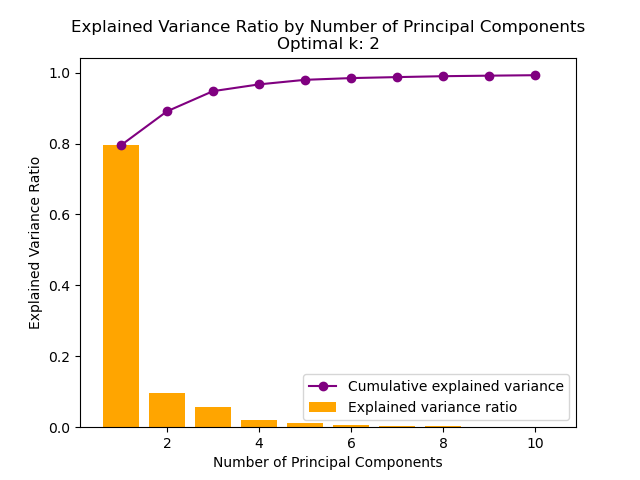 Explained Variance Ratio by Number of Principal Components
Optimal k: 2
Explained Variance Ratio
1.0
0.8
0.6
0.4
0.2
0.0
Cumulative explained variance
Explained variance ratio
2 4 6 8 10
Number of Principal Components